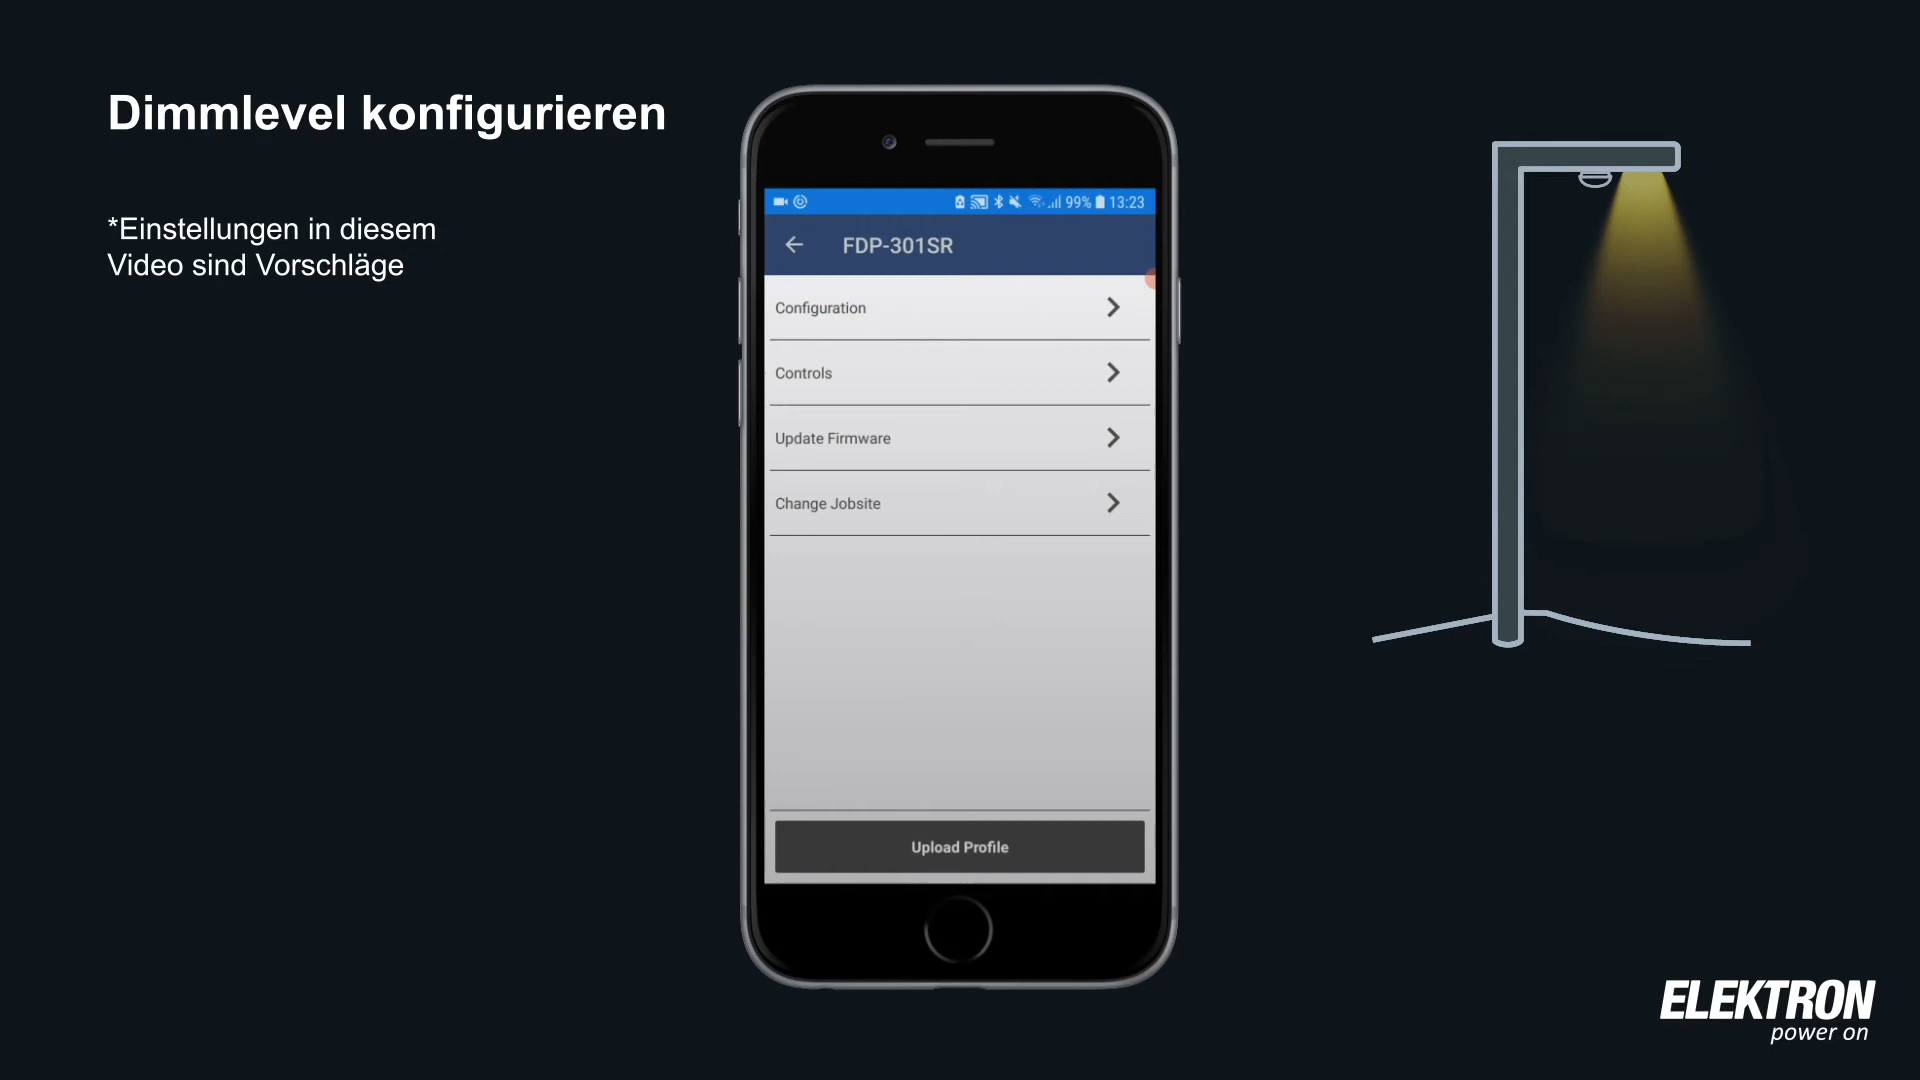 Dimmlevel konfigurieren
*Einstellungen in diesem
Video sind Vorschläge
99% 13:23
FDP-301SR
Configuration
Controls
Update Firmware
Change Jobsite
Upload Profile
ELEKTRON
power on